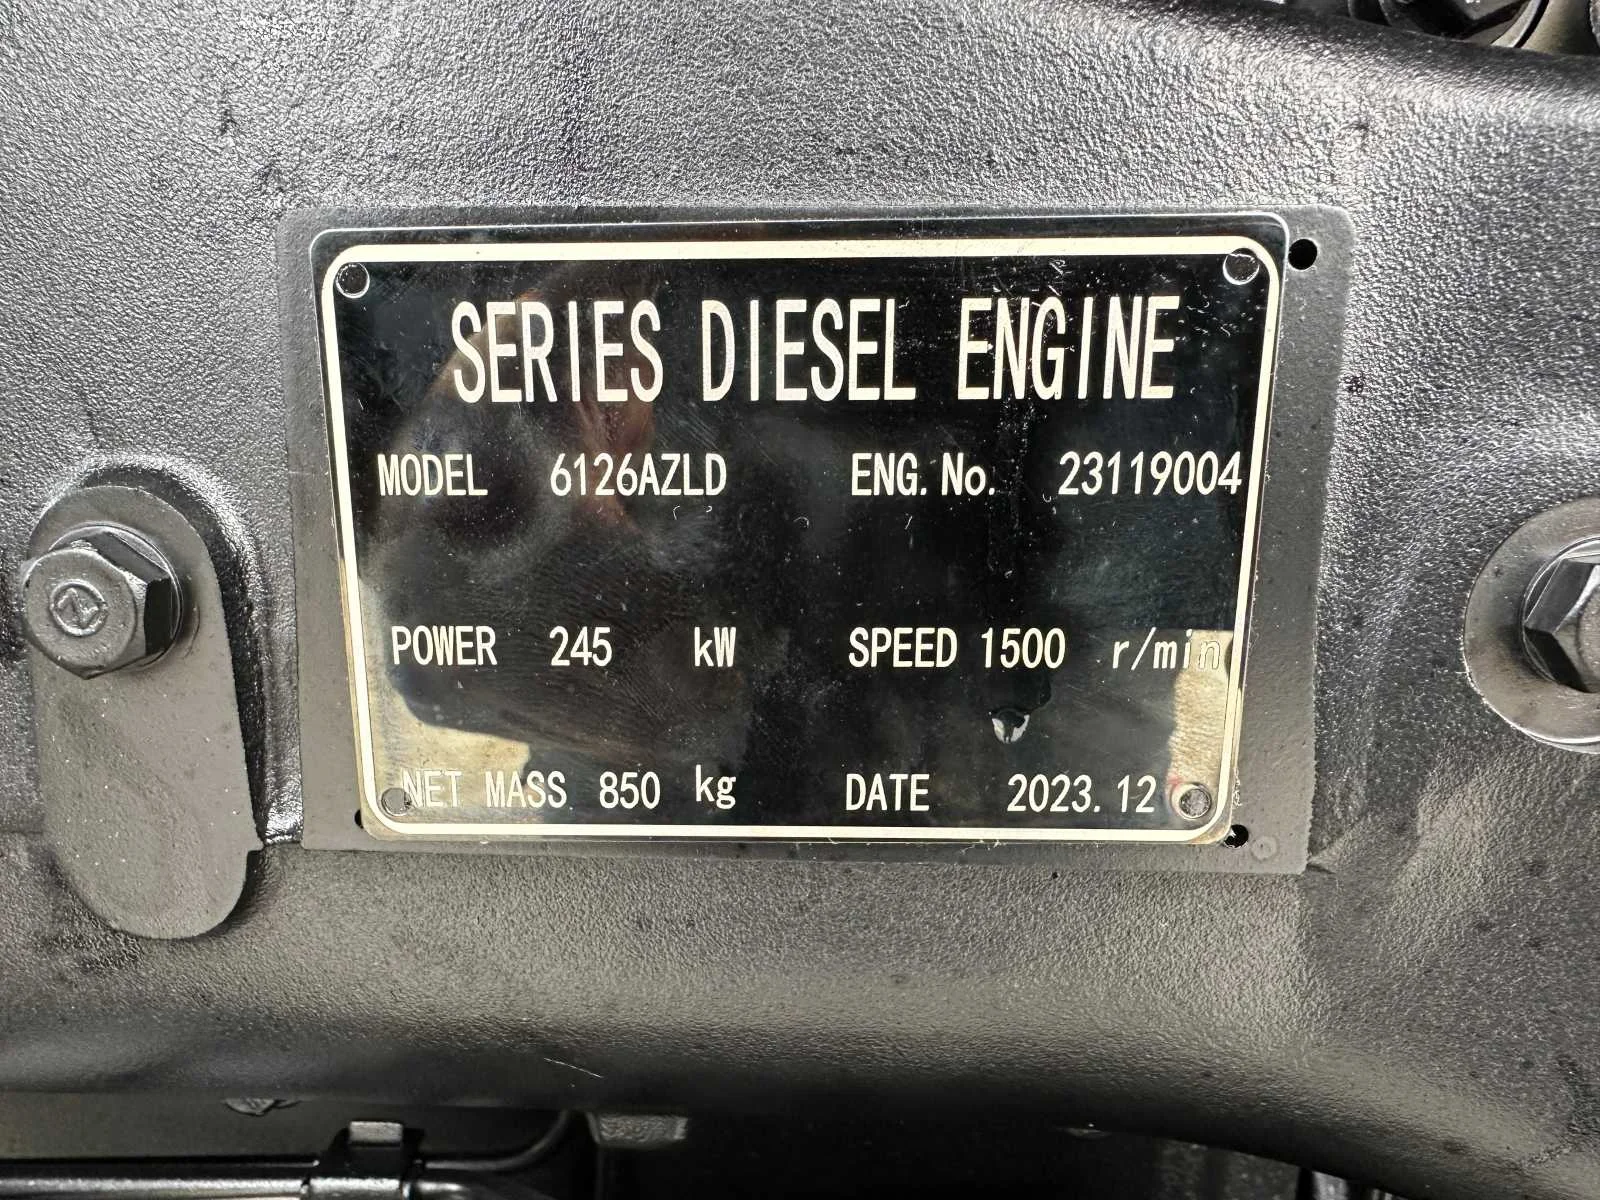 SERIES DIESEL ENGINE
MODEL 6126AZLD ENG. No. 23119004
POWER 245 kW SPEED 1500 r/min
NET MASS 850 kg DATE 2023.12